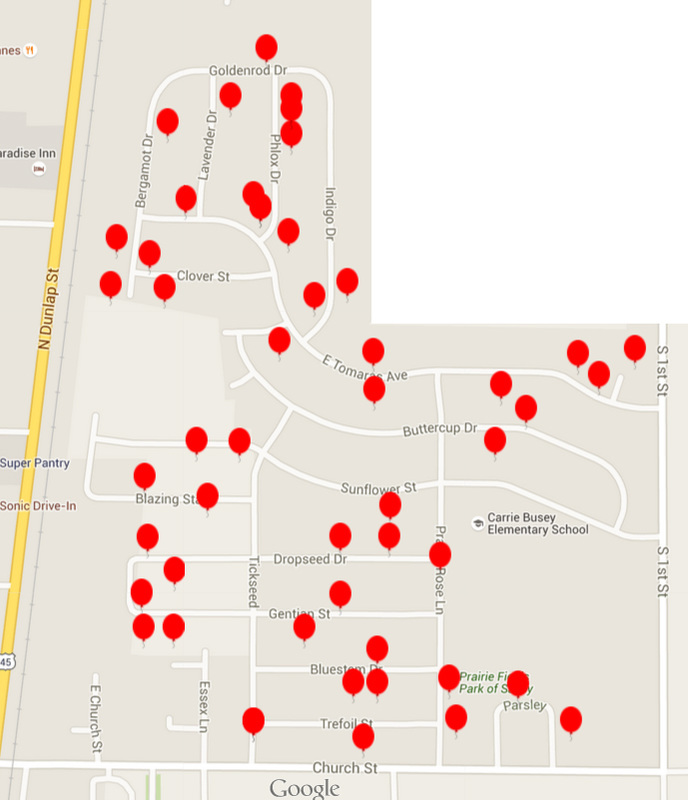 nnes
Goldenrod Dr
aradise Inn
Bergamot Dr
Lavender Dr
Phlox Dr
Indigo Dr
Clover St
N Dunlap St
E Tomaras Ave
S 1st St
Buttercup Dr
Super Pantry
Sonic Drive-In
Blazing Sta
Sunflower St
Carrie Busey
Elementary School
Dropseed Dr
Tickseed
Rose Ln
S 1st St
Gentian St
45
Bluestem Dr
Prairie Fi
Park of
Parsley
E Church St
Essex Ln
Trefoil St
Church St
Google